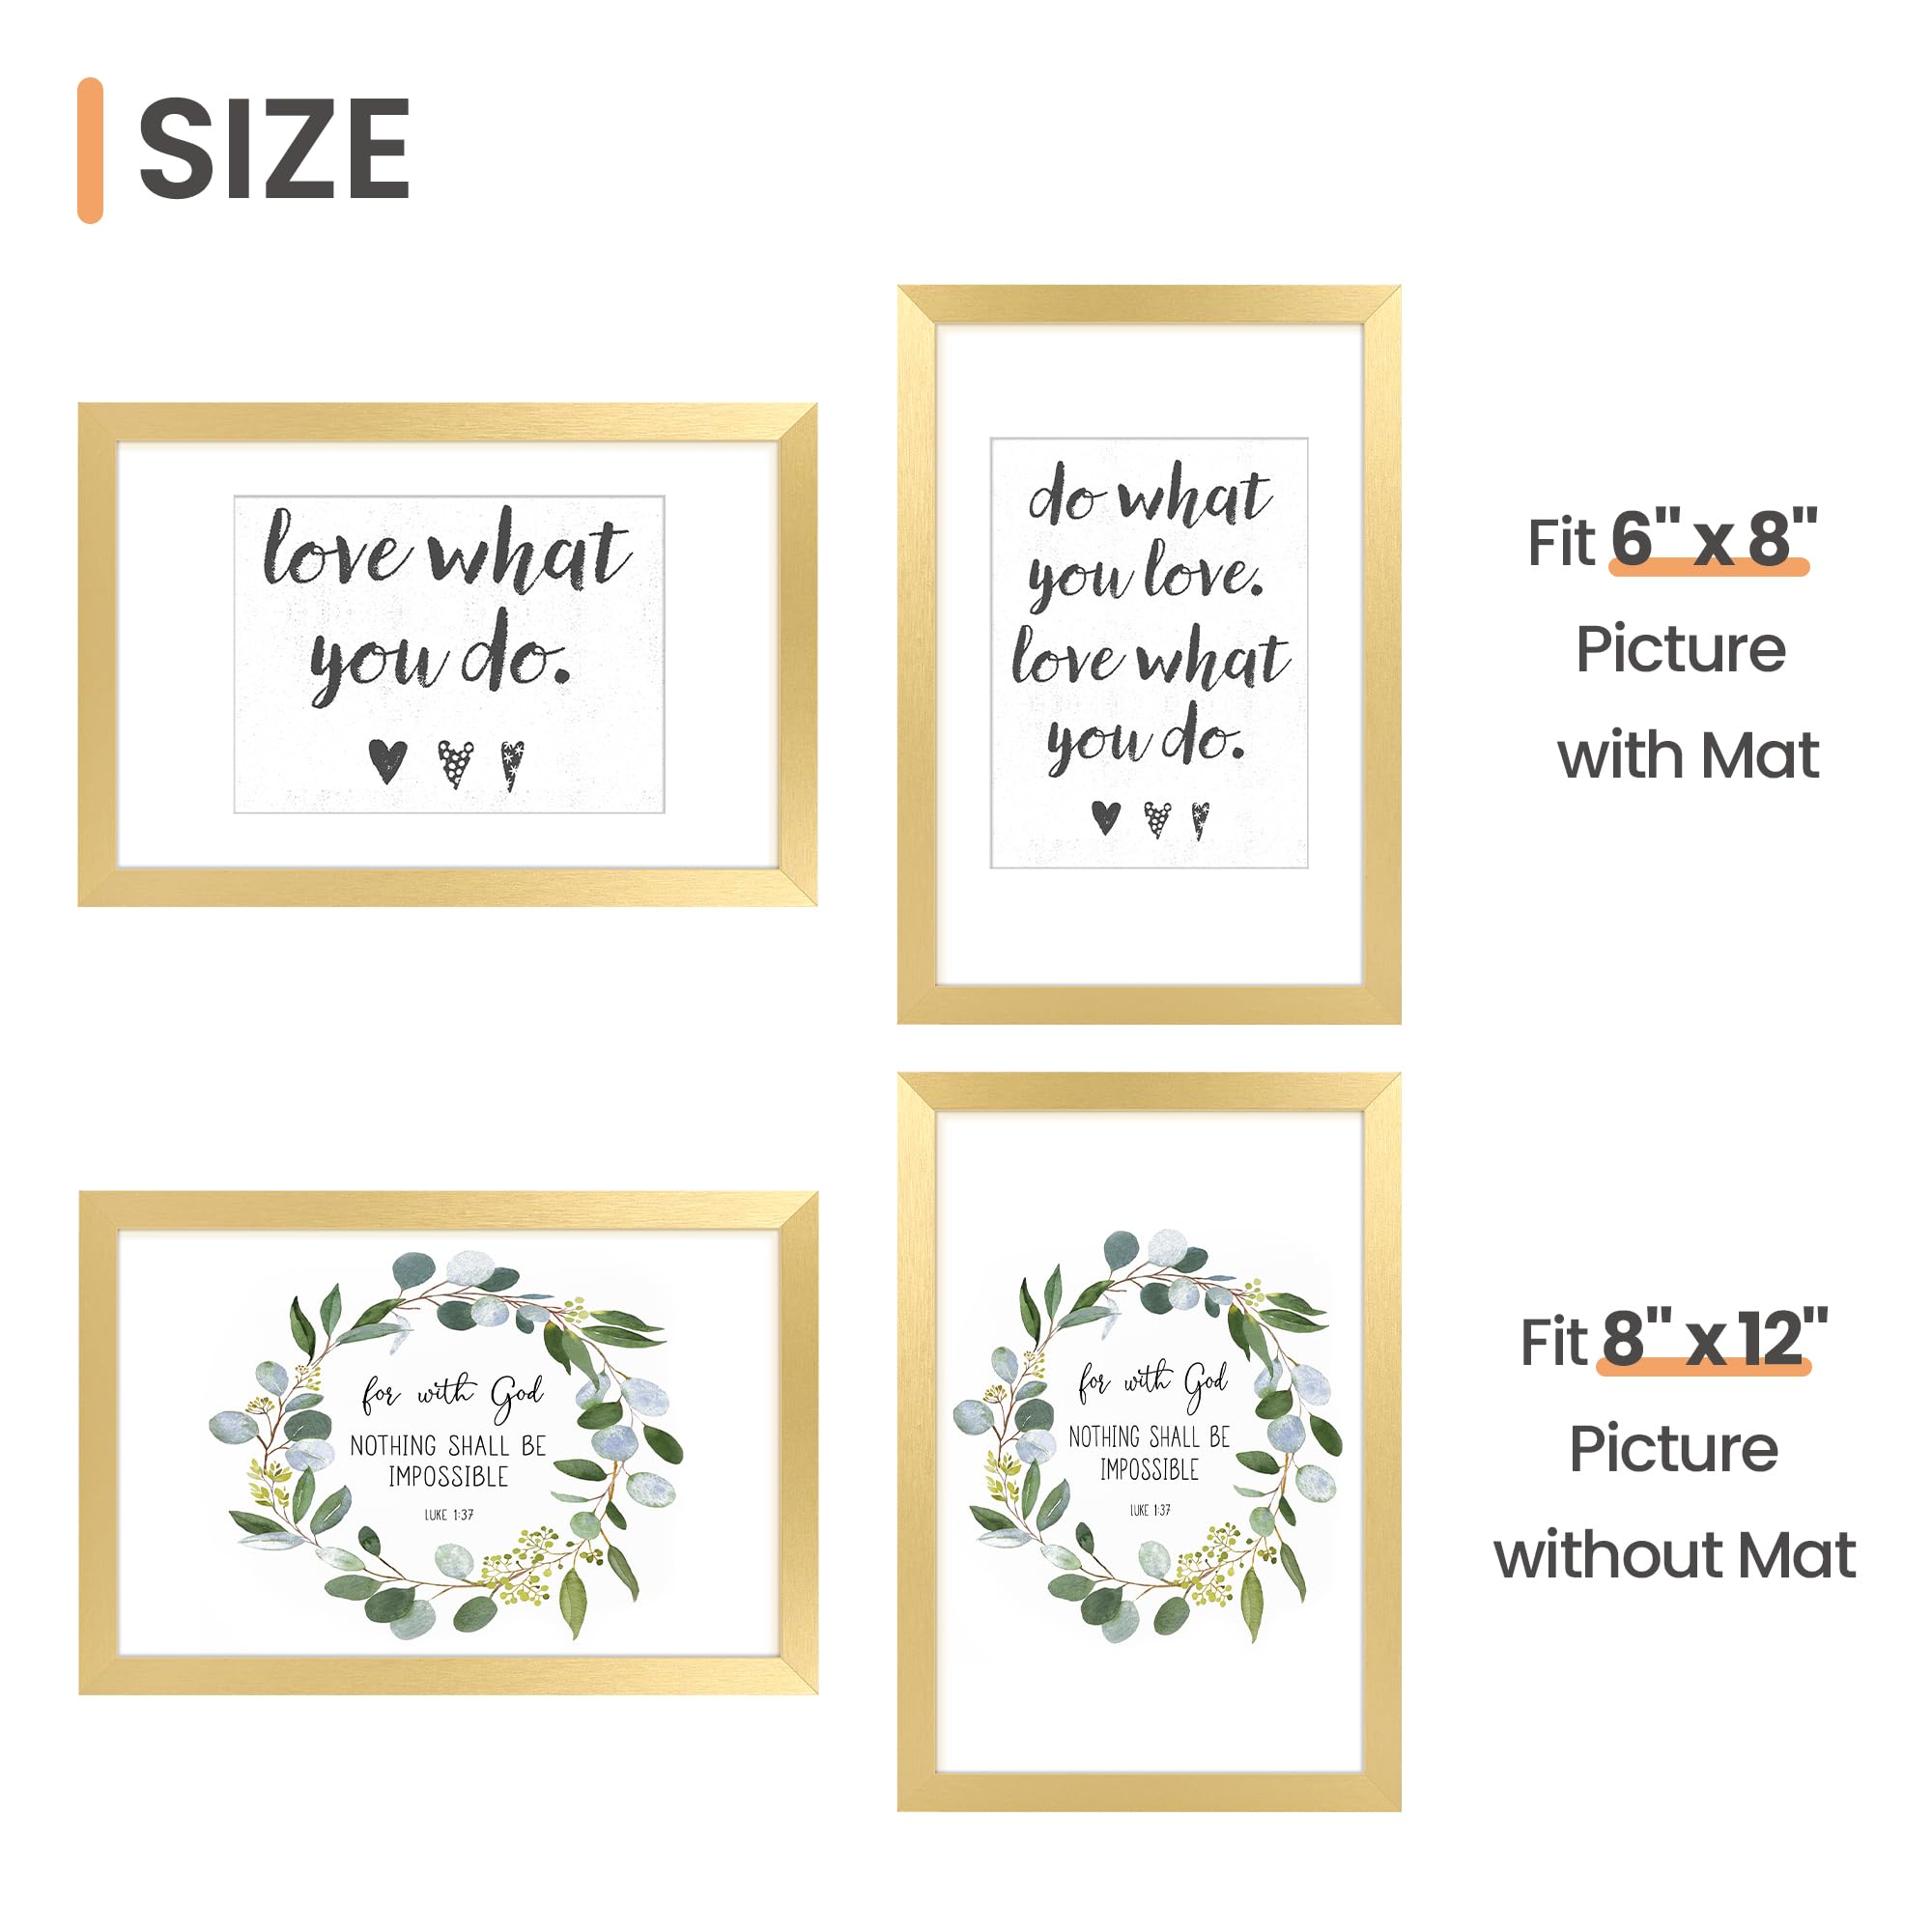 SIZE
love what
you do.
do what
you love.
love what
you do.
Fit 6" x 8"
Picture
with Mat
for with God
NOTHING SHALL BE
IMPOSSIBLE
LUKE 1:37
for with God
NOTHING SHALL BE
IMPOSSIBLE
LUKE 1:37
Fit 8" x 12"
Picture
without Mat